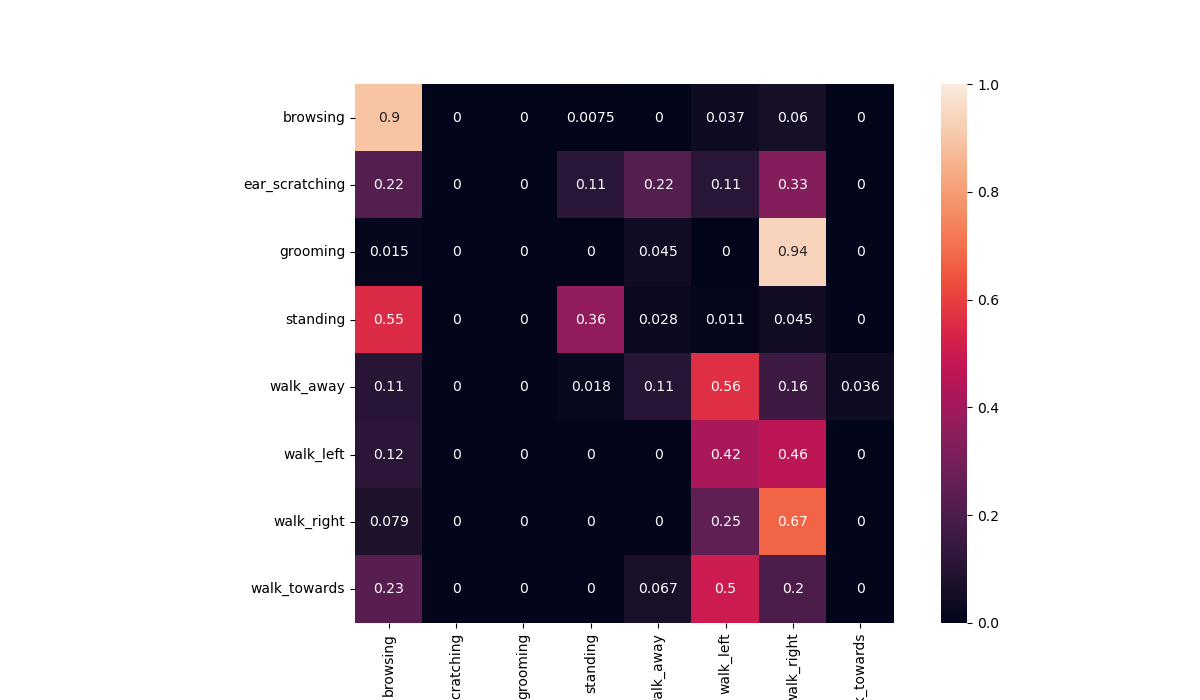 browsing 0.9 0 0 0.0075 0 0.037 0.06 0
ear_scratching 0.22 0 0 0.11 0.22 0.11 0.33 0
grooming 0.015 0 0 0 0.045 0 0.94 0
standing 0.55 0 0 0.36 0.028 0.011 0.045 0
walk_away 0.11 0 0 0.018 0.11 0.56 0.16 0.036
walk_left 0.12 0 0 0 0 0.42 0.46 0
walk_right 0.079 0 0 0 0 0.25 0.67 0
walk_towards 0.23 0 0 0 0.067 0.5 0.2 0
browsing
cratching
grooming
standing
alk_away
walk_left
walk_right
k_towards
1.0
0.8
0.6
0.4
0.2
0.0